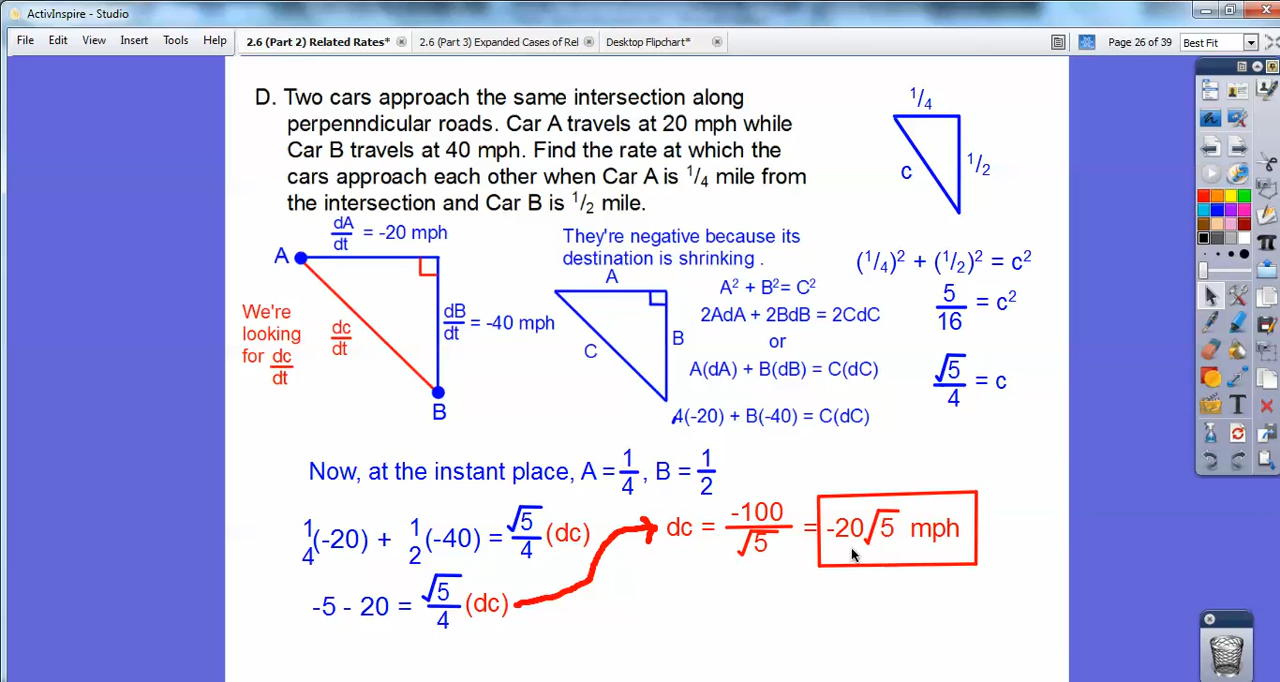 ActivInspire - Studio
File Edit View Insert Tools Help
2.6 (Part 2) Related Rates*
2.6 (Part 3) Expanded Cases of Rel
Desktop Flipchart*
Page 26 of 39
Best Fit
D. Two cars approach the same intersection along
perpenndicular roads. Car A travels at 20 mph while
Car B travels at 40 mph. Find the rate at which the
cars approach each other when Car A is 1/4 mile from
the intersection and Car B is 1/2 mile.
1/4
c
1/2
dA/dt = -20 mph
A
We're
looking
for dc/dt
dc/dt
dB/dt = -40 mph
B
They're negative because its
destination is shrinking .
A
B
C
A² + B²= C²
2AdA + 2BdB = 2CdC
or
A(dA) + B(dB) = C(dC)
A(-20) + B(-40) = C(dC)
(1/4)² + (1/2)² = c²
5/16 = c²
√5/4 = c
Now, at the instant place, A = 1/4 , B = 1/2
1/4(-20) + 1/2(-40) = √5/4 (dc)
-5 - 20 = √5/4 (dc)
dc = -100/√5 = -20√5 mph